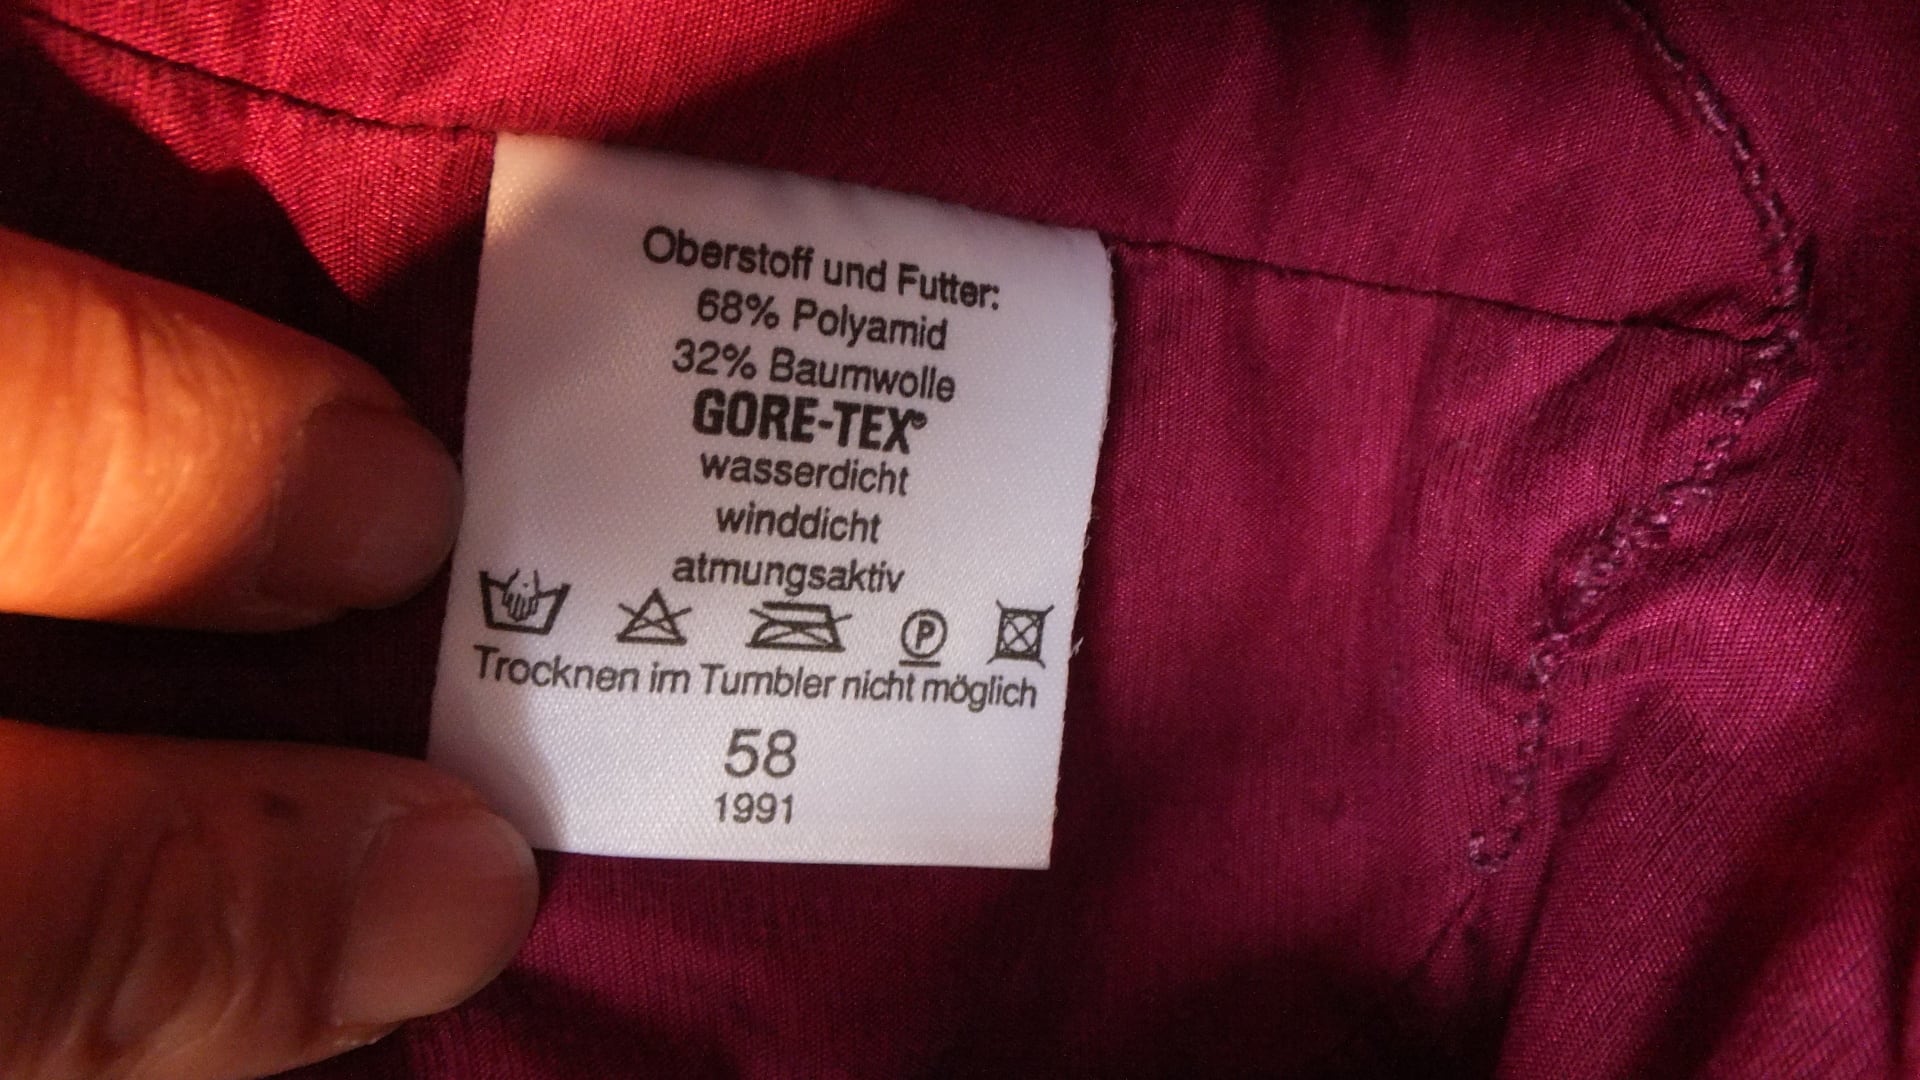 Oberstoff und Futter:
68% Polyamid
32% Baumwolle
GORE-TEX®
wasserdicht
winddicht
atmungsaktiv
P
Trocknen im Tumbler nicht möglich
58
1991